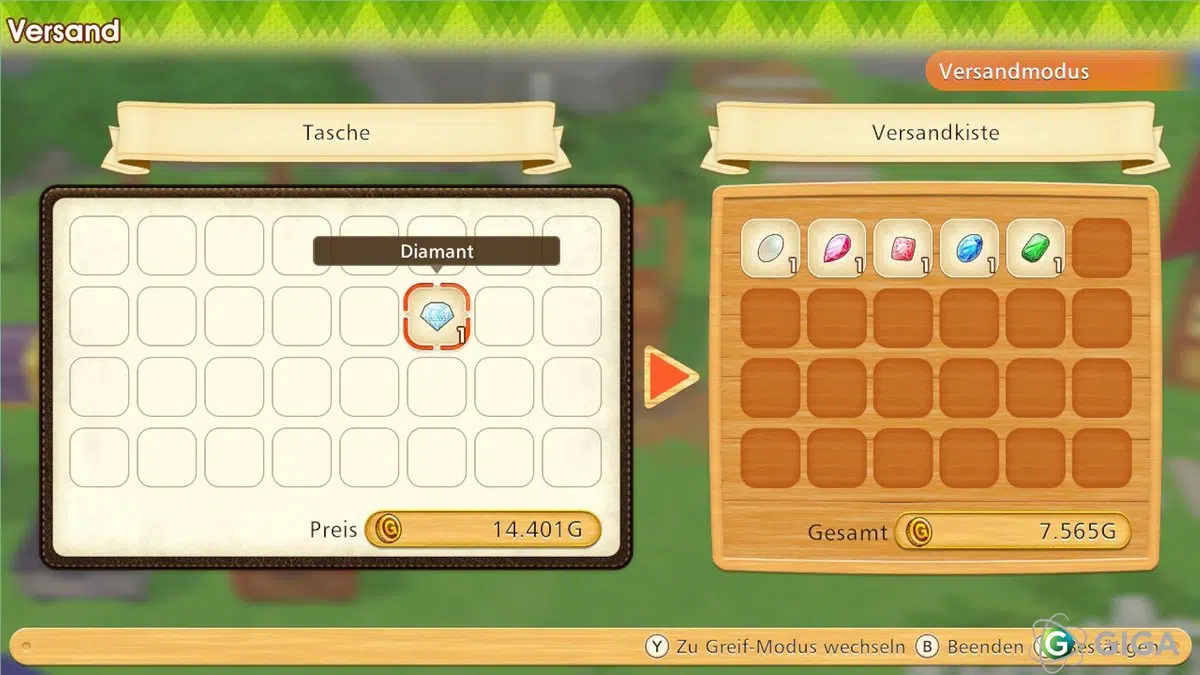 Versand
Versandmodus
Tasche
Versandkiste
Diamant
1 1 1 1 1
1
Preis 14.401G
Gesamt 7.565G
Y Zu Greif-Modus wechseln B Beenden Bestätigen
G GIGA